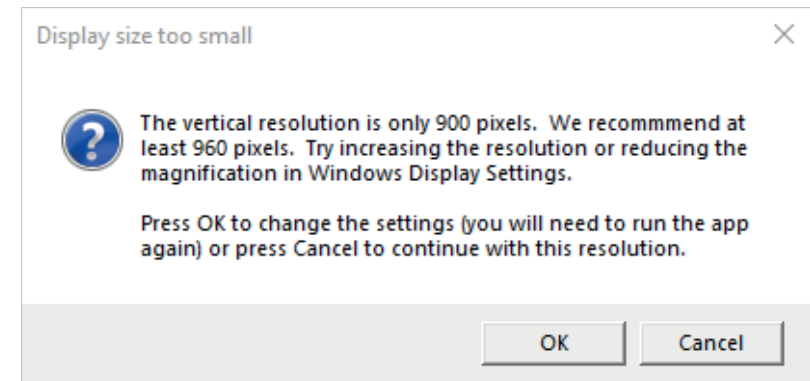 Display size too small
The vertical resolution is only 900 pixels.  We recommmend at
least 960 pixels.  Try increasing the resolution or reducing the
magnification in Windows Display Settings.
Press OK to change the settings (you will need to run the app
again) or press Cancel to continue with this resolution.
OK
Cancel